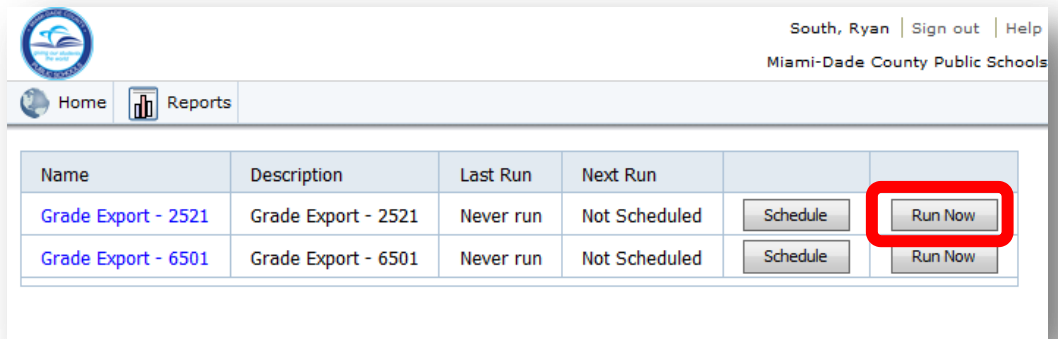 South, Ryan | Sign out | Help
Miami-Dade County Public Schools
Home Reports
Name Description Last Run Next Run
Grade Export - 2521 Grade Export - 2521 Never run Not Scheduled Schedule Run Now
Grade Export - 6501 Grade Export - 6501 Never run Not Scheduled Schedule Run Now